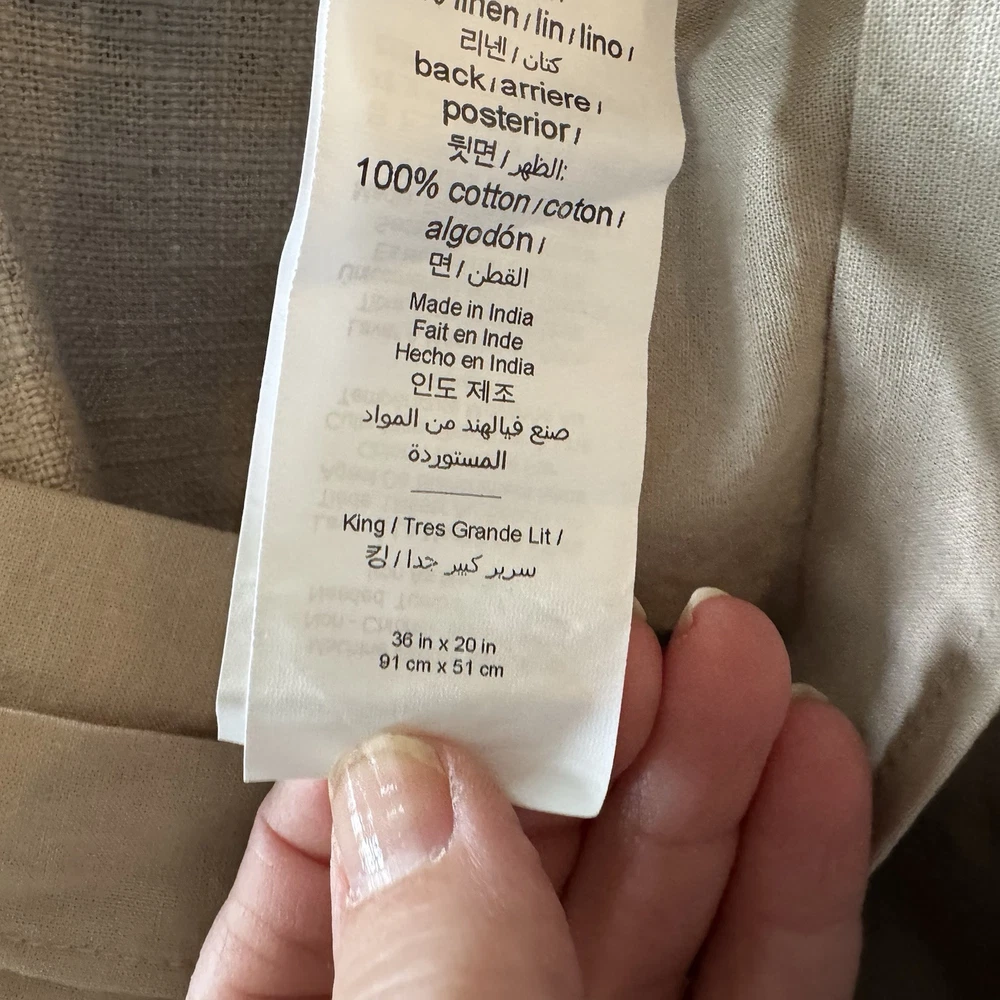 linen / lin / lino /
리넨 / كتان
back / arriere /
posterior /
뒷면 / الظهر:
100% cotton / coton /
algodón /
면 / القطن
Made in India
Fait en Inde
Hecho en India
인도 제조
صنع فيالهند من المواد
المستوردة
King / Tres Grande Lit /
킹 / سرير كبير جدا
36 in x 20 in
91 cm x 51 cm